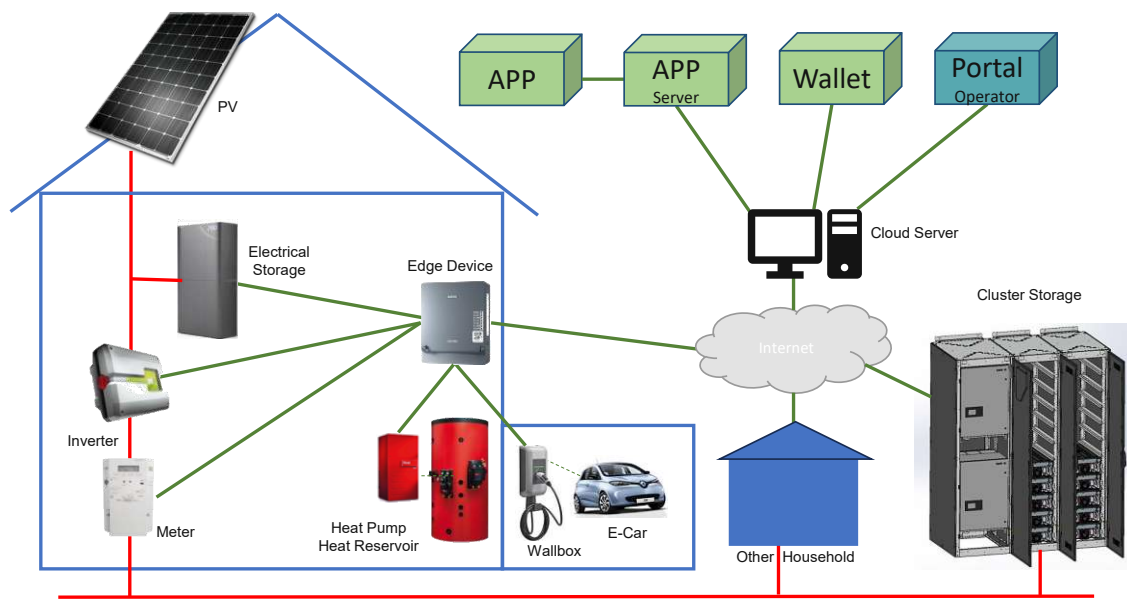 APP
APP
Server
Wallet
Portal
Operator
PV
Cloud Server
Electrical
Storage
Edge Device
Cluster Storage
Internet
Inverter
Meter
Heat Pump
Heat Reservoir
Wallbox
E-Car
Other Household